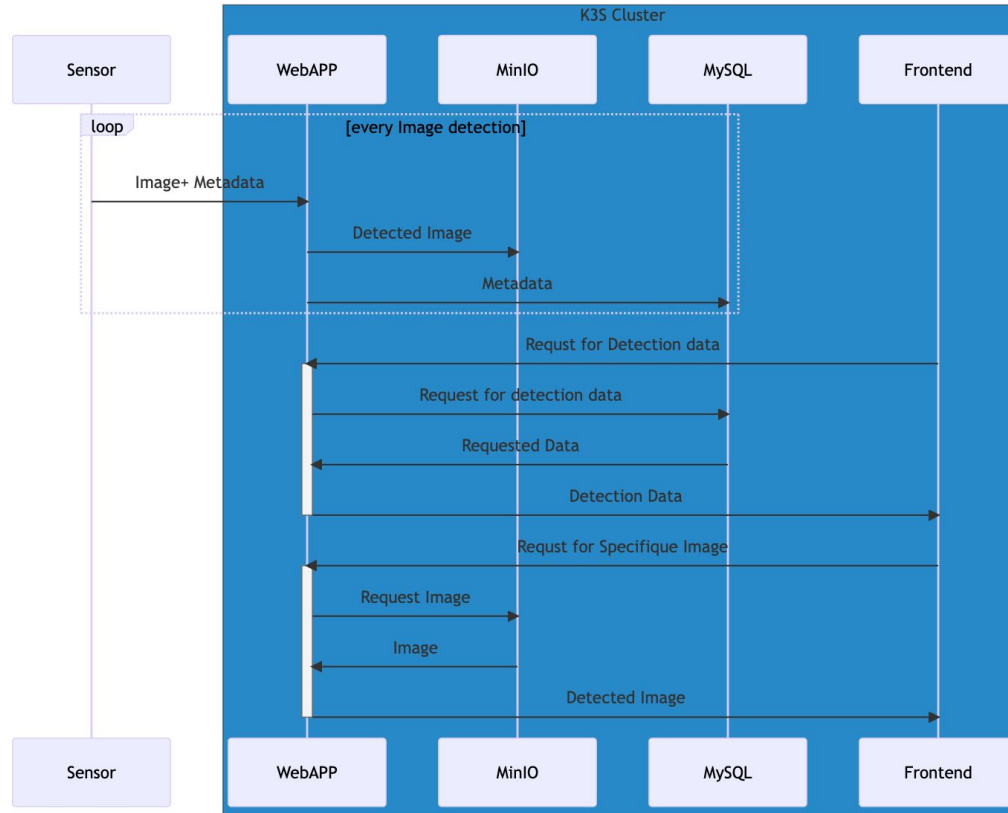 K3S Cluster
Sensor
WebAPP
MinIO
MySQL
Frontend
loop
[every Image detection]
Image+ Metadata
Detected Image
Metadata
Requst for Detection data
Request for detection data
Requested Data
Detection Data
Requst for Specifique Image
Request Image
Image
Detected Image
Sensor
WebAPP
MinIO
MySQL
Frontend